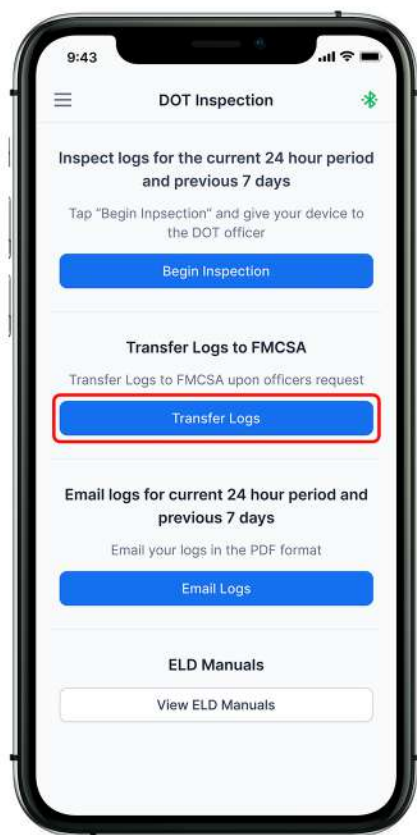 9:43
DOT Inspection
Inspect logs for the current 24 hour period
and previous 7 days
Tap "Begin Inpsection" and give your device to
the DOT officer
Begin Inspection
Transfer Logs to FMCSA
Transfer Logs to FMCSA upon officers request
Transfer Logs
Email logs for current 24 hour period and
previous 7 days
Email your logs in the PDF format
Email Logs
ELD Manuals
View ELD Manuals